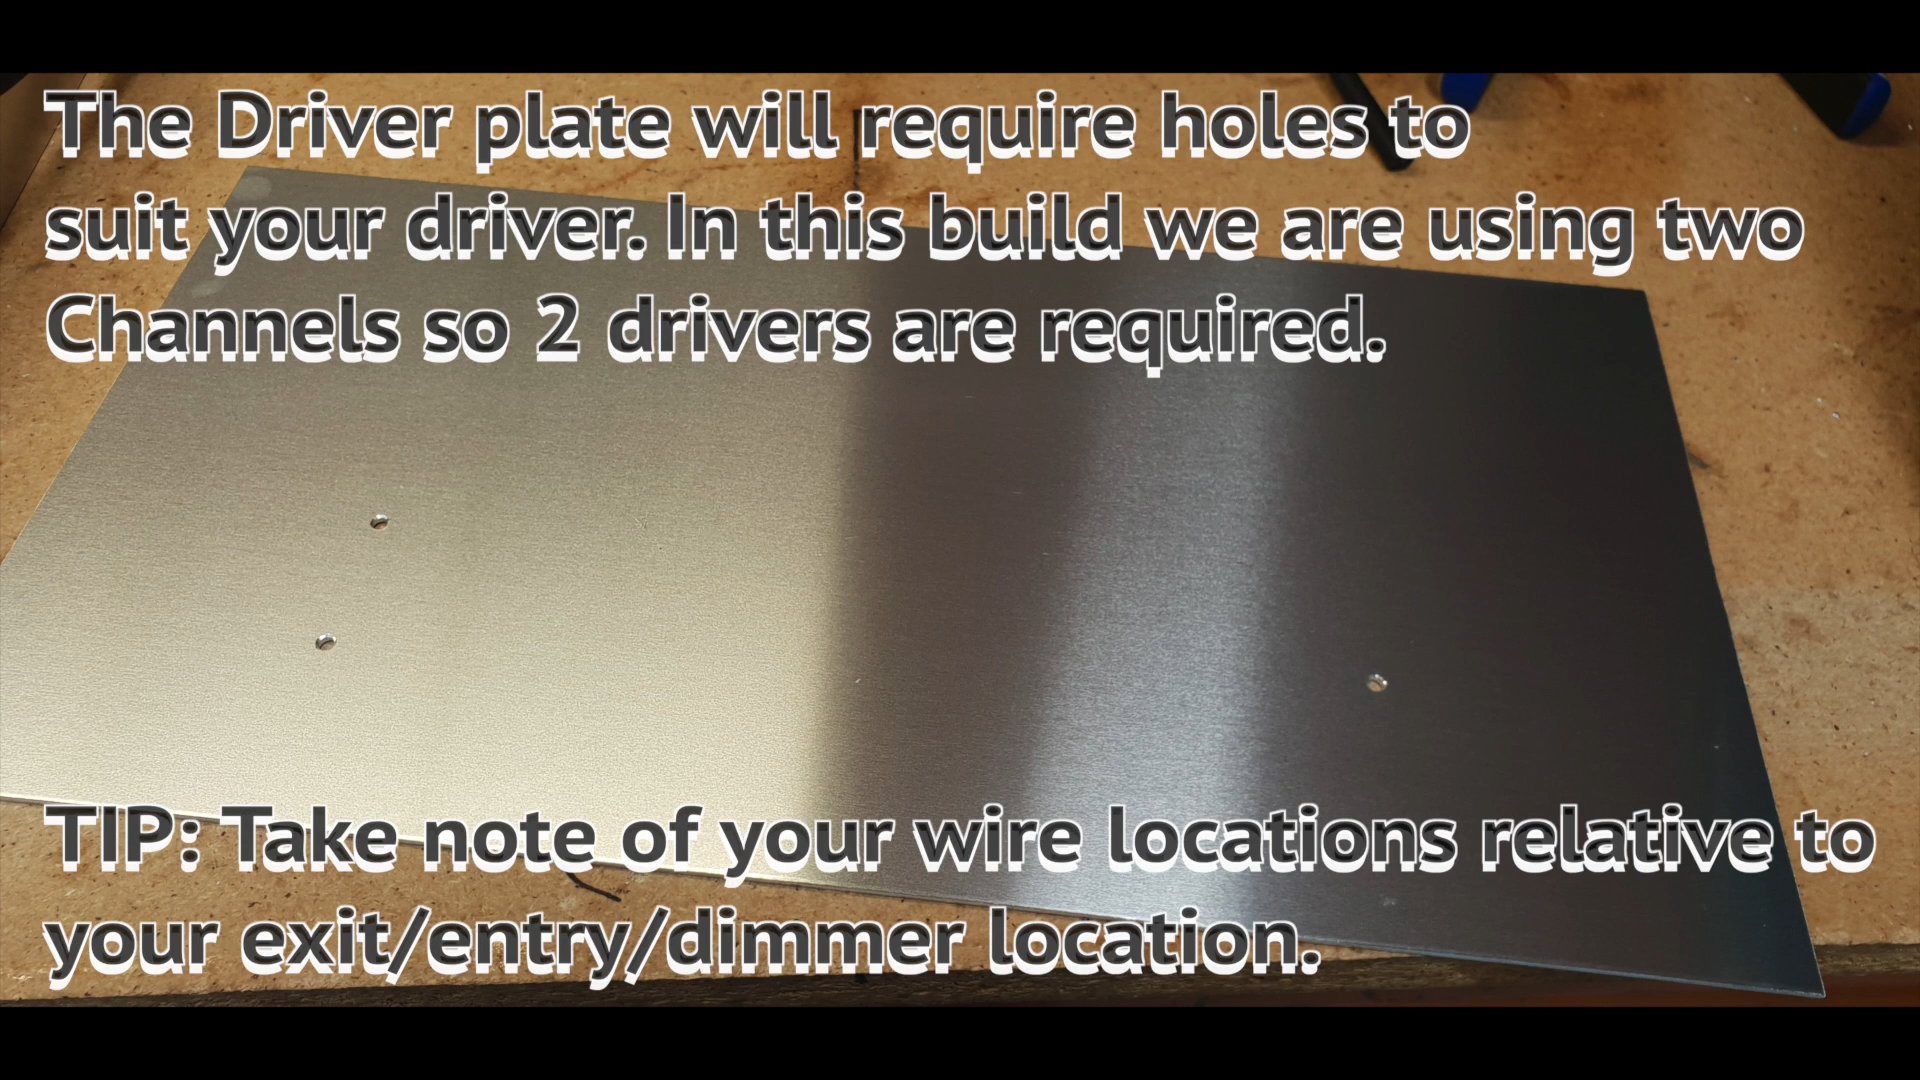 The Driver plate will require holes to
suit your driver. In this build we are using two
Channels so 2 drivers are required.
TIP: Take note of your wire locations relative to
your exit/entry/dimmer location.